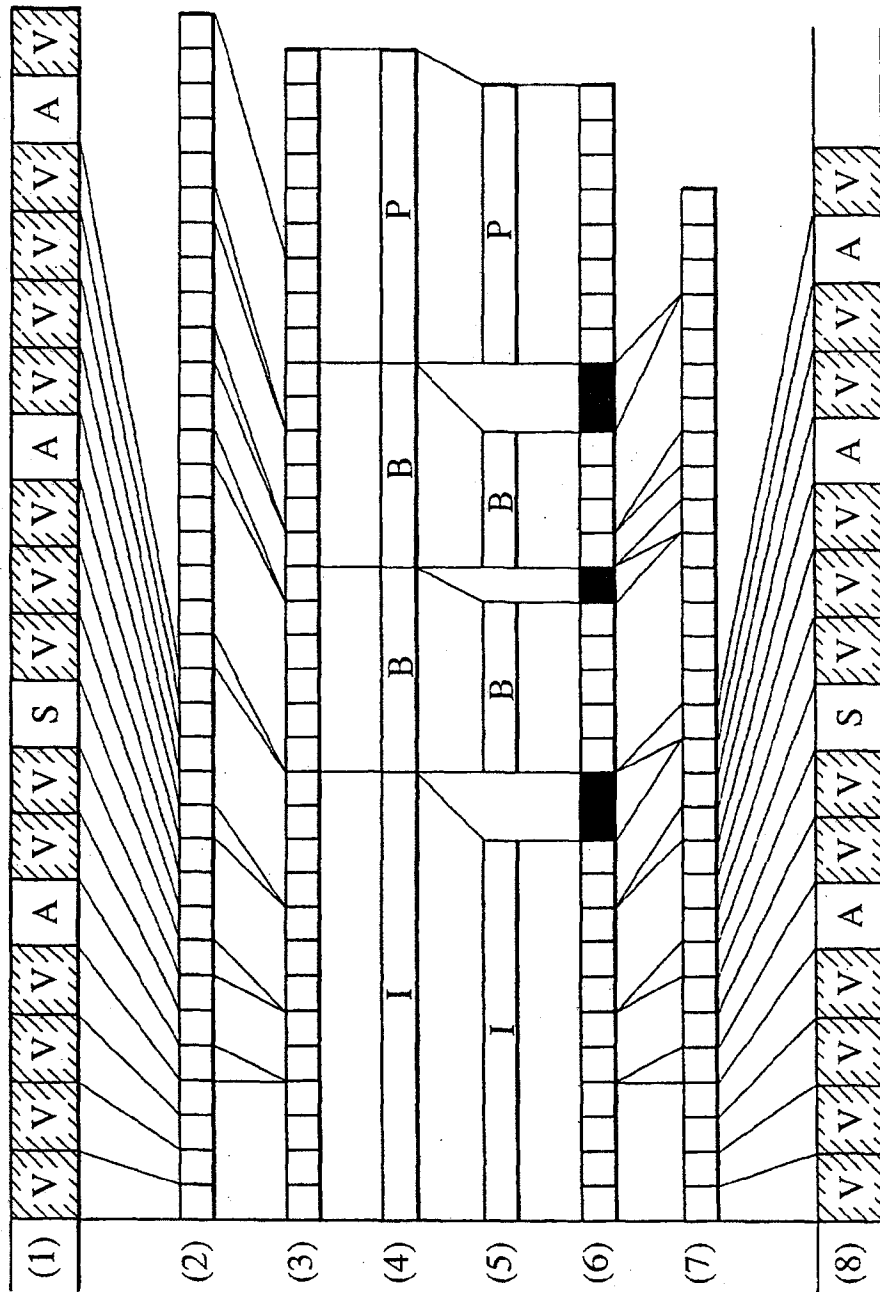 (1) V V V V A V V S V V V A V V V V A V
(2)
(3)
(4) I B B P
(5) I B B P
(6)
(7)
(8) V V V V A V V S V V V A V V A V